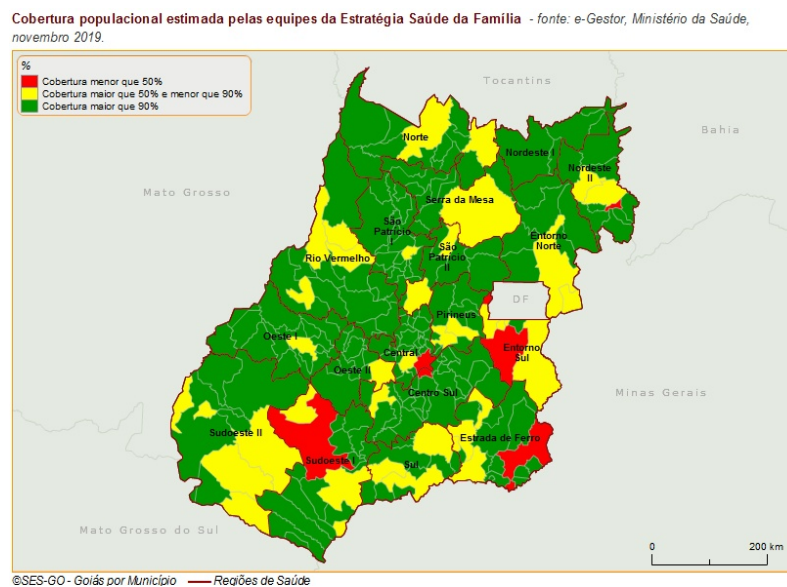 Cobertura populacional estimada pelas equipes da Estratégia Saúde da Família - fonte: e-Gestor, Ministério da Saúde,
novembro 2019.
%
Cobertura menor que 50%
Cobertura maior que 50% e menor que 90%
Cobertura maior que 90%
Tocantins
Bahia
Norte
Nordeste I
Nordeste
II
Mato Grosso
Serra da Mesa
São
Patrício
I
Entorno
Norte
São
Patrício
II
Rio Vermelho
DF
Pirineus
Oeste I
Central
Entorno
Sul
Oeste II
Centro Sul
Minas Gerais
Sudoeste II
Estrada de Ferro
Sudoeste I
Sul
Mato Grosso do Sul
0 200 km
©SES-GO - Goiás por Município Regiões de Saúde